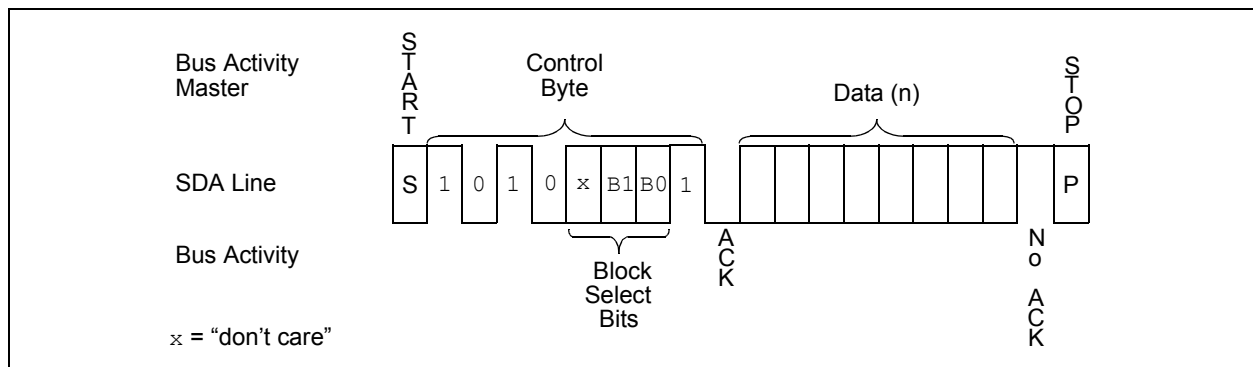 START
Bus Activity
Master
Control
Byte
Data (n)
STOP
SDA Line
S 1 0 1 0 x B1 B0 1 P
Bus Activity
ACK
No ACK
Block
Select
Bits
x = “don’t care”